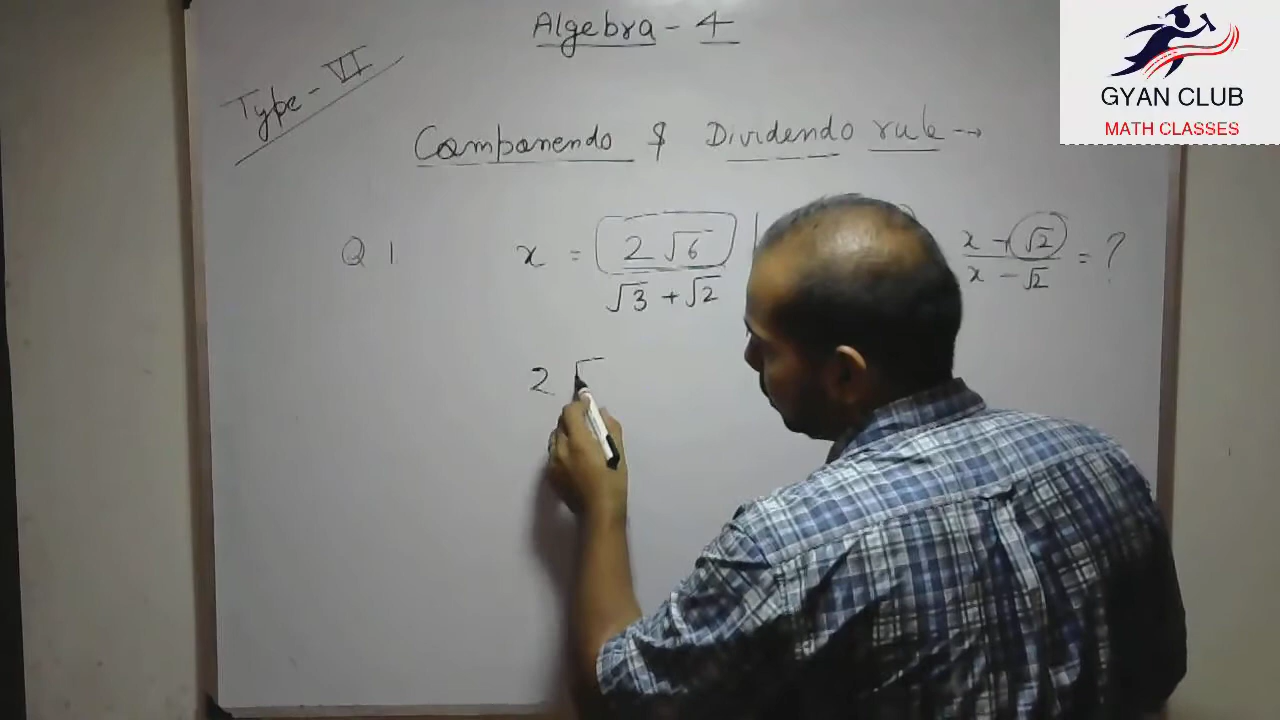 Algebra - 4
GYAN CLUB
MATH CLASSES
Type - VI
Componendo & Dividendo rule →
Q 1 x = 2√6 / √3 + √2 x + √2 / x - √2 = ?
2 √